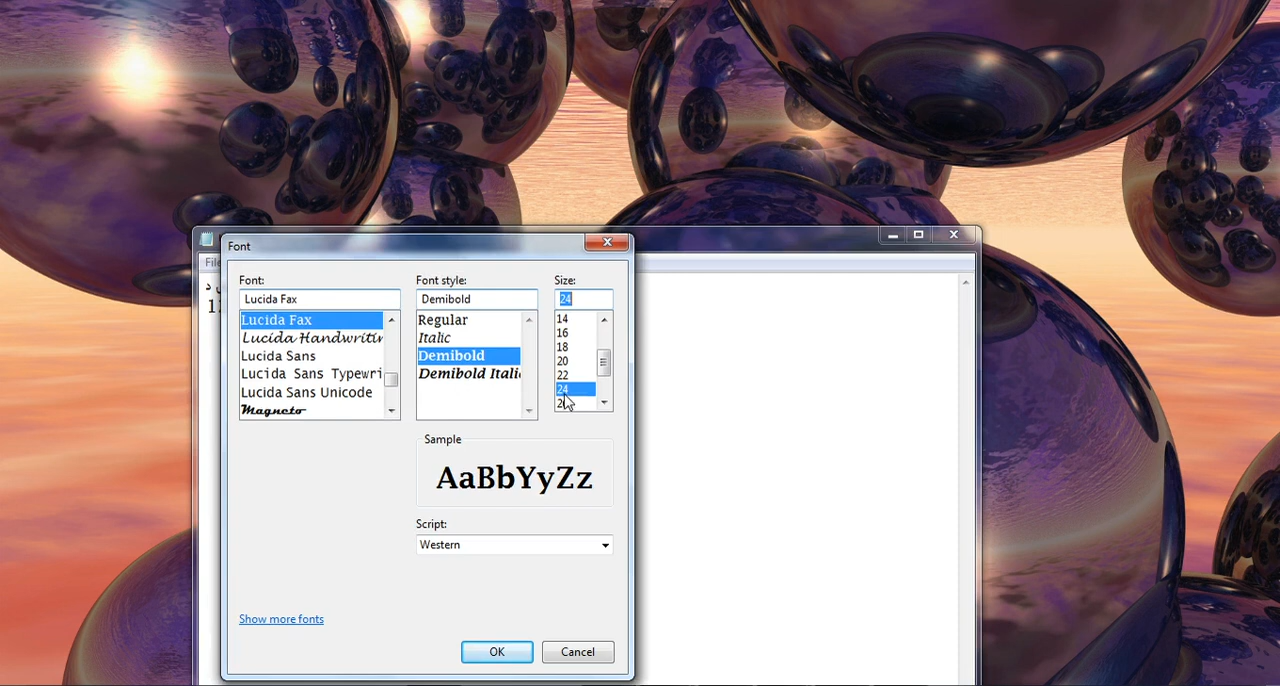 Font
File
Font:
Font style:
Size:
Lucida Fax
Demibold
24
Lucida Fax
Lucida Handwritin
Lucida Sans
Lucida Sans Typewri
Lucida Sans Unicode
Magneto
Regular
Italic
Demibold
Demibold Itali
14
16
18
20
22
24
Sample
AaBbYyZz
Script:
Western
Show more fonts
OK
Cancel